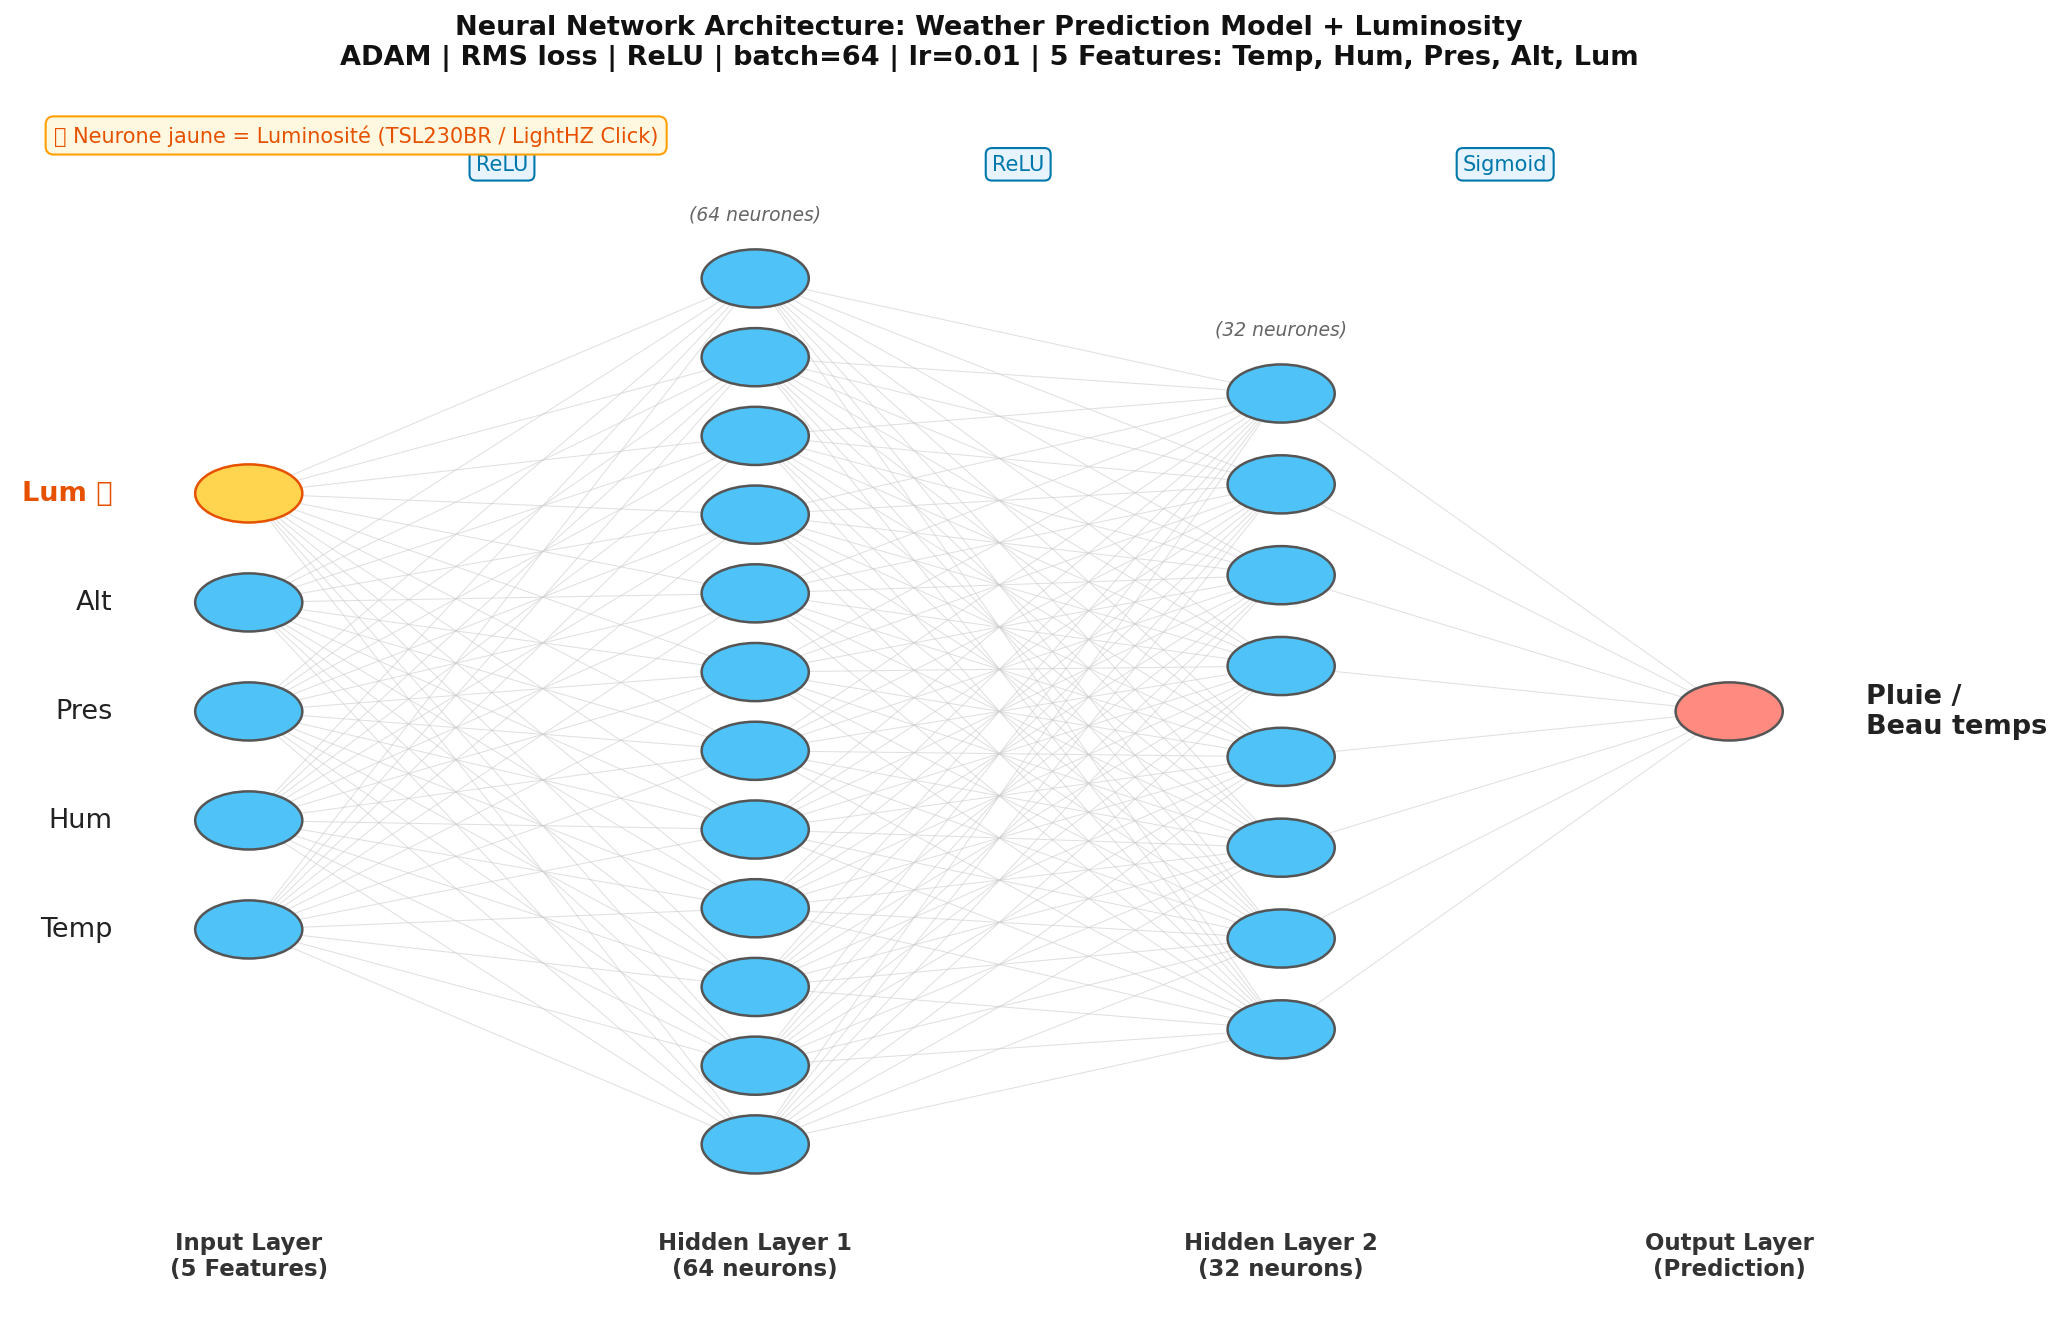 Neural Network Architecture: Weather Prediction Model + Luminosity
ADAM | RMS loss | ReLU | batch=64 | lr=0.01 | 5 Features: Temp, Hum, Pres, Alt, Lum
▯ Neurone jaune = Luminosité (TSL230BR / LightHZ Click)
ReLU
ReLU
Sigmoid
(64 neurones)
(32 neurones)
Lum ▯
Alt
Pres
Hum
Temp
Pluie /
Beau temps
Input Layer
(5 Features)
Hidden Layer 1
(64 neurons)
Hidden Layer 2
(32 neurons)
Output Layer
(Prediction)